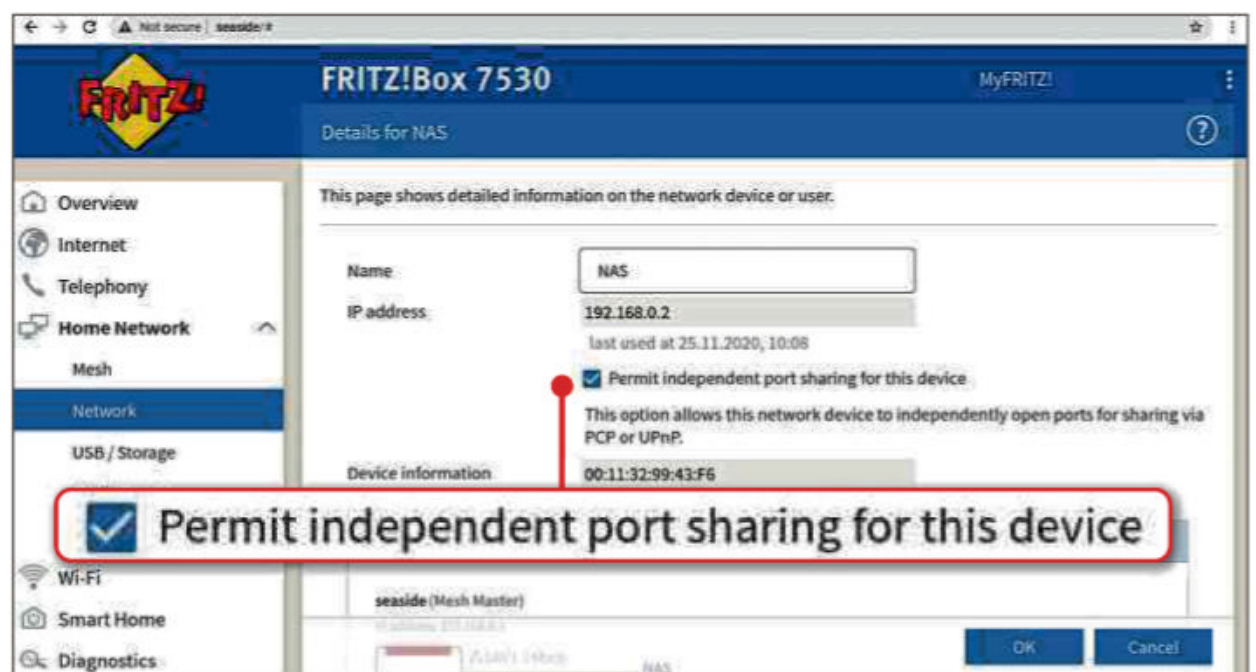 Not secure | seaside/#
FRITZ!
FRITZ!Box 7530
MyFRITZ!
Details for NAS
?
Overview
Internet
Telephony
Home Network
Mesh
Network
USB / Storage
Wi-Fi
Smart Home
Diagnostics
This page shows detailed information on the network device or user.
Name
NAS
IP address
192.168.0.2
last used at 25.11.2020, 10:08
Permit independent port sharing for this device
This option allows this network device to independently open ports for sharing via
PCP or UPnP.
Device information
00:11:32:99:43:F6
Permit independent port sharing for this device
seaside (Mesh Master)
NAS
OK
Cancel